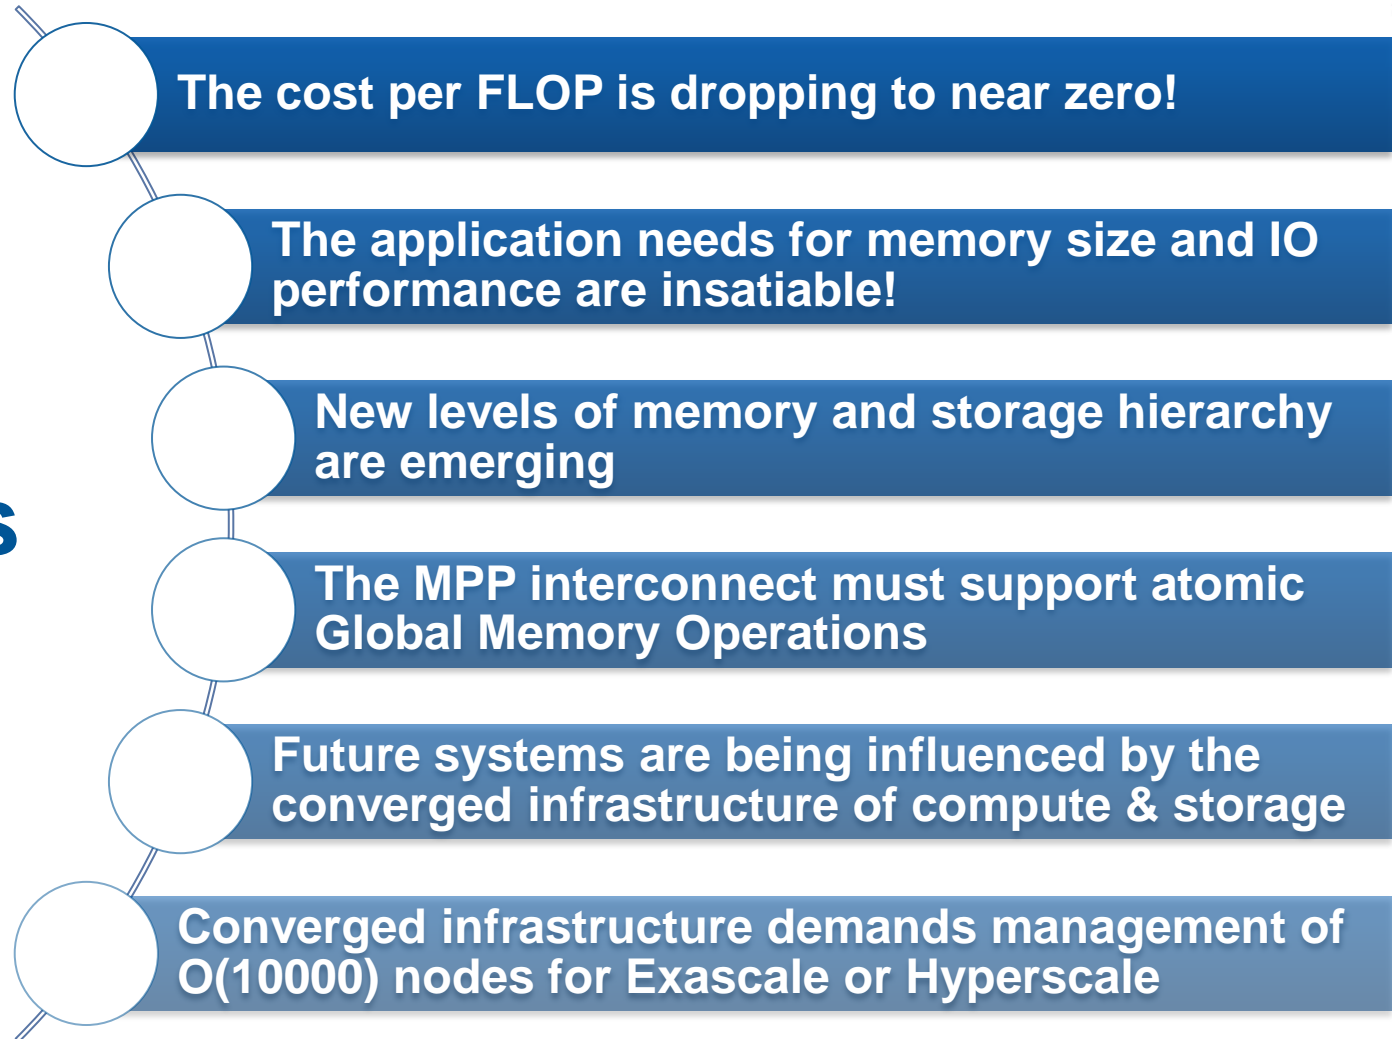 The cost per FLOP is dropping to near zero!
The application needs for memory size and IO
performance are insatiable!
New levels of memory and storage hierarchy
are emerging
s
The MPP interconnect must support atomic
Global Memory Operations
Future systems are being influenced by the
converged infrastructure of compute & storage
Converged infrastructure demands management of
O(10000) nodes for Exascale or Hyperscale